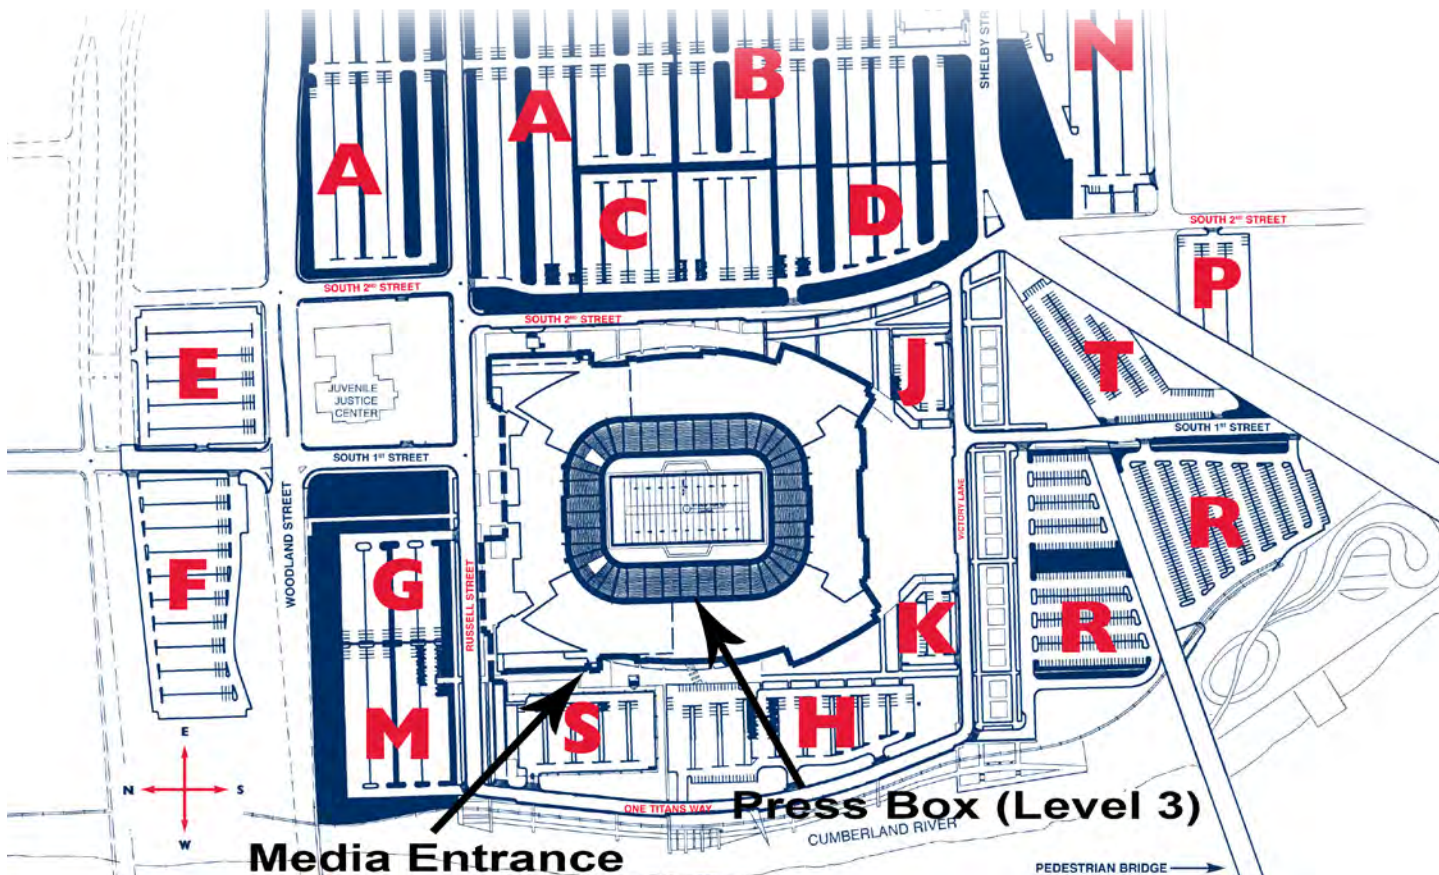 N
B
A
A
SHELBY STR
C
D
SOUTH 2ND STREET
P
SOUTH 2ND STREET
SOUTH 2ND STREET
E
JUVENILE
JUSTICE
CENTER
J
T
SOUTH 1ST STREET
SOUTH 1ST STREET
WOODLAND STREET
VICTORY LANE
R
F
G
RUSSELL STREET
K
R
M
S
H
E
N
S
W
ONE TITANS WAY
Press Box (Level 3)
CUMBERLAND RIVER
Media Entrance
PEDESTRIAN BRIDGE